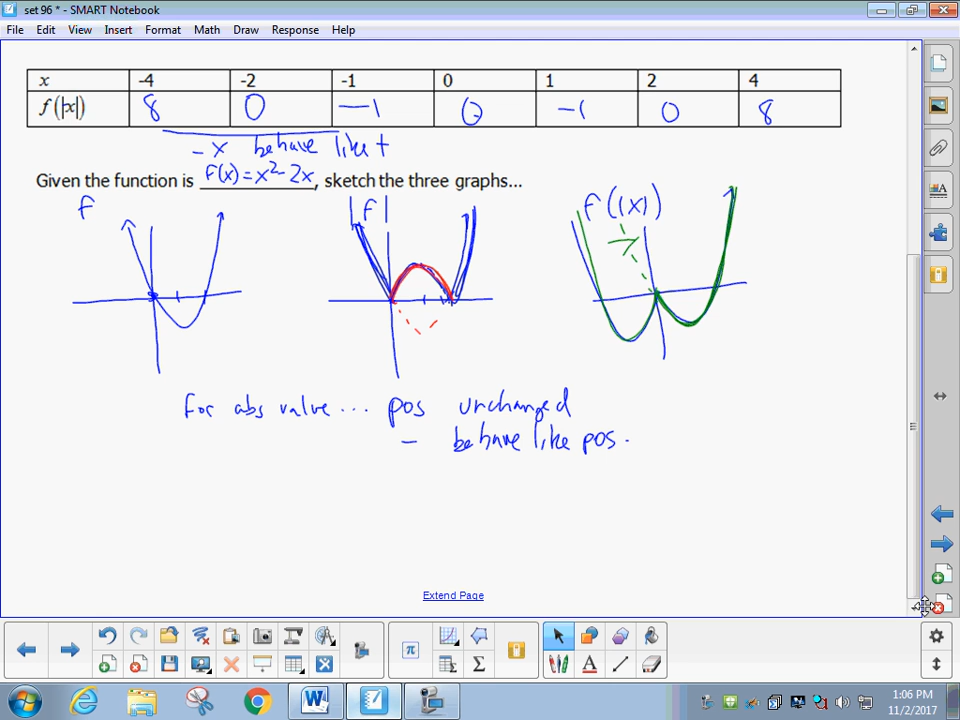 set 96 * - SMART Notebook
File Edit View Insert Format Math Draw Response Help
x -4 -2 -1 0 1 2 4
f(|x|) 8 0 -1 0 -1 0 8
- x behave like +
Given the function is f(x) = x² - 2x, sketch the three graphs...
f |f| f(|x|)
For abs value... pos unchanged
- behave like pos.
Extend Page
1:06 PM
11/2/2017